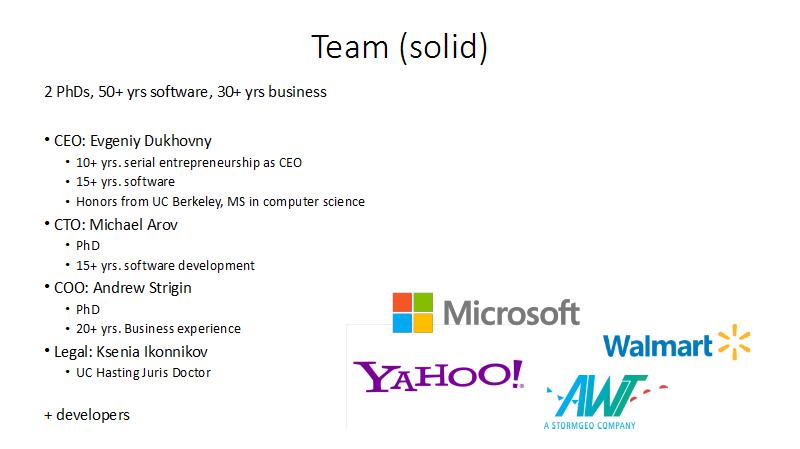 Team (solid)
2 PhDs, 50+ yrs software, 30+ yrs business
• CEO: Evgeniy Dukhovny
• 10+ yrs. serial entrepreneurship as CEO
• 15+ yrs. software
• Honors from UC Berkeley, MS in computer science
• CTO: Michael Arov
• PhD
• 15+ yrs. software development
• COO: Andrew Strigin
• PhD
• 20+ yrs. Business experience
• Legal: Ksenia Ikonnikov
• UC Hasting Juris Doctor
+ developers
Microsoft
Walmart
YAHOO!
AWT
A STORMGEO COMPANY